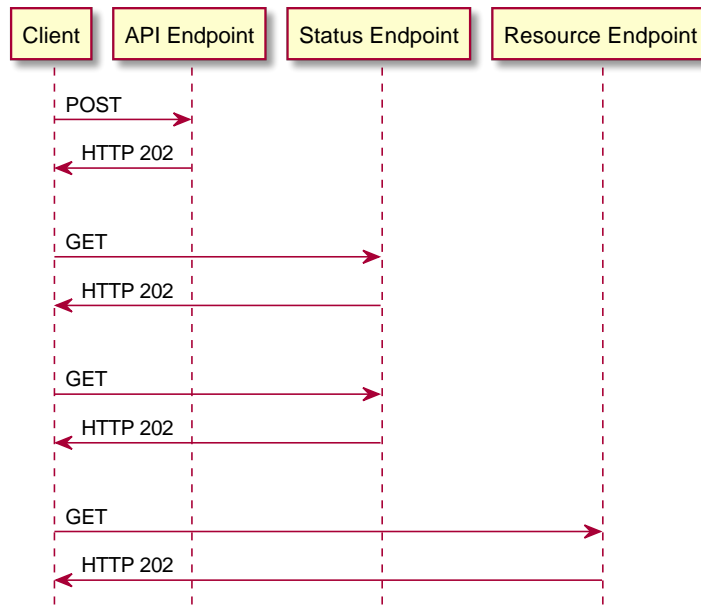 Client API Endpoint Status Endpoint Resource Endpoint
POST
HTTP 202
GET
HTTP 202
GET
HTTP 202
GET
HTTP 202